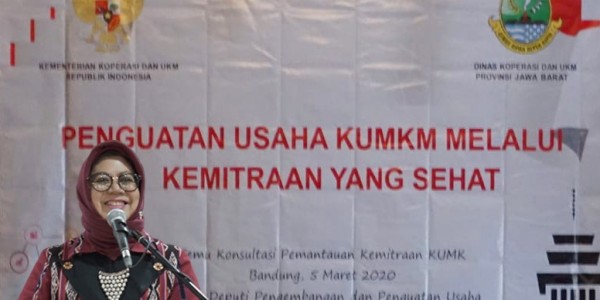 KEMENTERIAN KOPERASI DAN UKM
REPUBLIK INDONESIA
DINAS KOPERASI DAN UKM
PROVINSI JAWA BARAT
PENGUATAN USAHA KUMKM MELALUI
KEMITRAAN YANG SEHAT
Konsultasi Pemantauan Kemitraan KUMK
Bandung, 5 Maret 2020
Deputi Pengembangan dan Penguatan Usaha